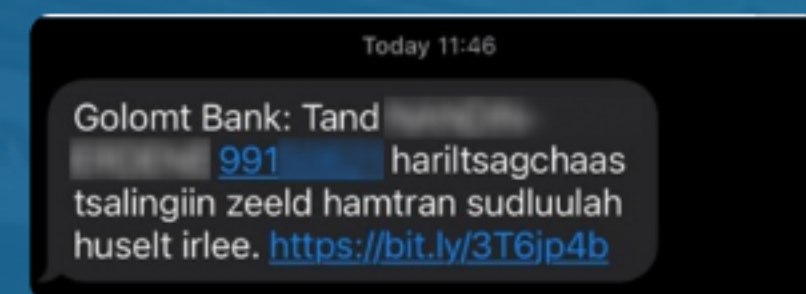 Today 11:46
Golomt Bank: Tand
991 hariltsagchaas
tsalingiin zeeld hamtran sudluulah
huselt irlee. https://bit.ly/3T6jp4b